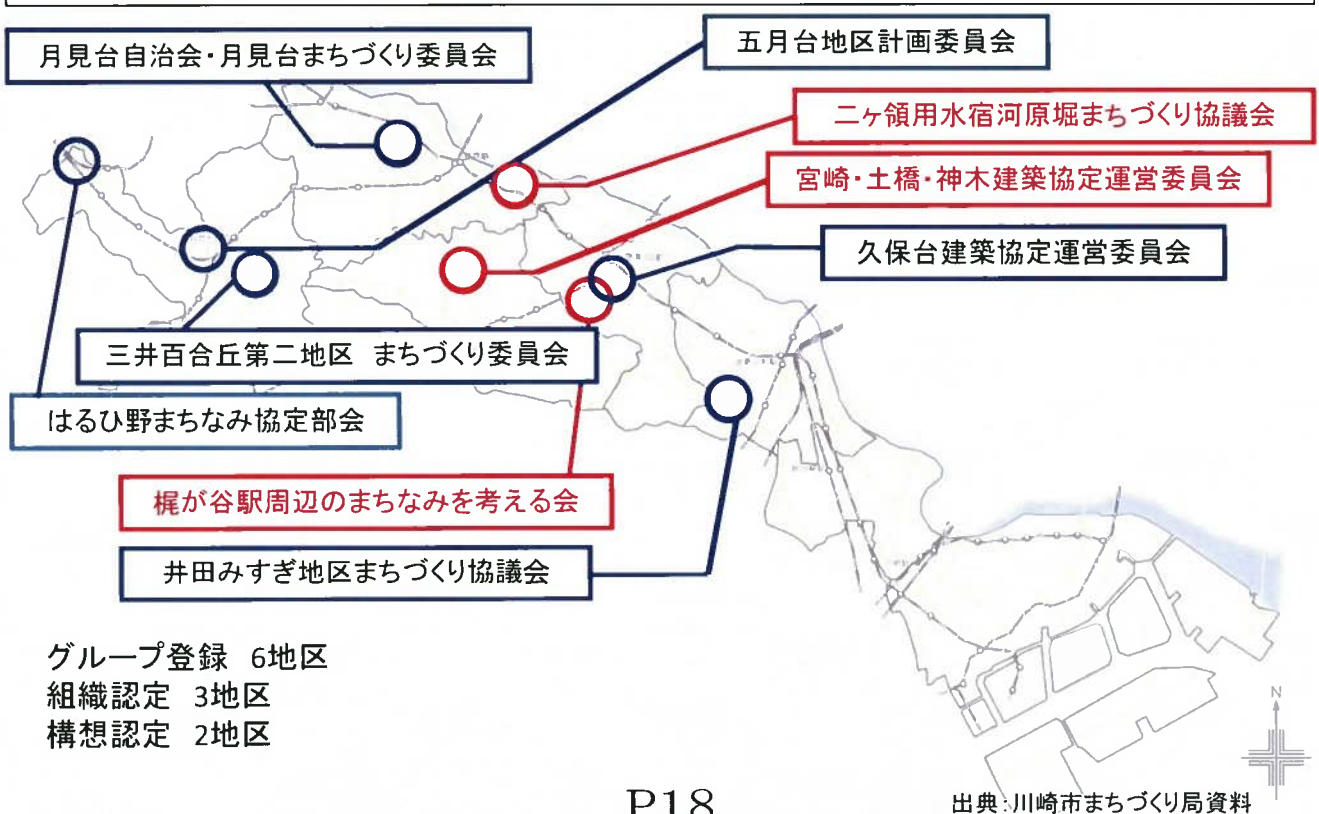 月見台自治会・月見台まちづくり委員会
五月台地区計画委員会
二ヶ領用水宿河原堀まちづくり協議会
宮崎・土橋・神木建築協定運営委員会
久保台建築協定運営委員会
三井百合丘第二地区 まちづくり委員会
はるひ野まちなみ協定部会
梶が谷駅周辺のまちなみを考える会
井田みすぎ地区まちづくり協議会
グループ登録 6地区
組織認定 3地区
構想認定 2地区
N
P18
出典:川崎市まちづくり局資料